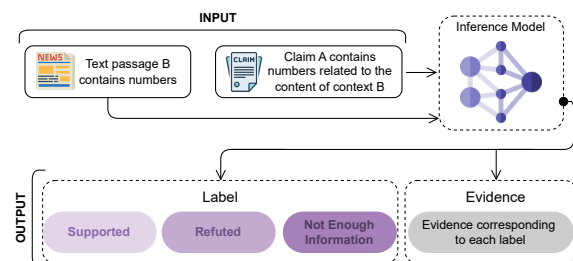 INPUT
Inference Model
NEWS
Text passage B
contains numbers
CLAIM
Claim A contains
numbers related to the
content of context B
OUTPUT
Label
Evidence
Supported
Refuted
Not Enough
Information
Evidence corresponding
to each label